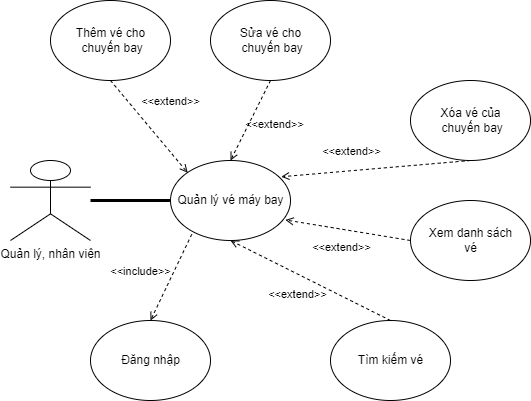 Thêm vé cho
chuyến bay
Sửa vé cho
chuyến bay
<<extend>>
<<extend>>
Xóa vé của
chuyến bay
<<extend>>
Quản lý vé máy bay
Quản lý, nhân viên
Xem danh sách
vé
<<extend>>
<<include>>
<<extend>>
Đăng nhập
Tìm kiếm vé